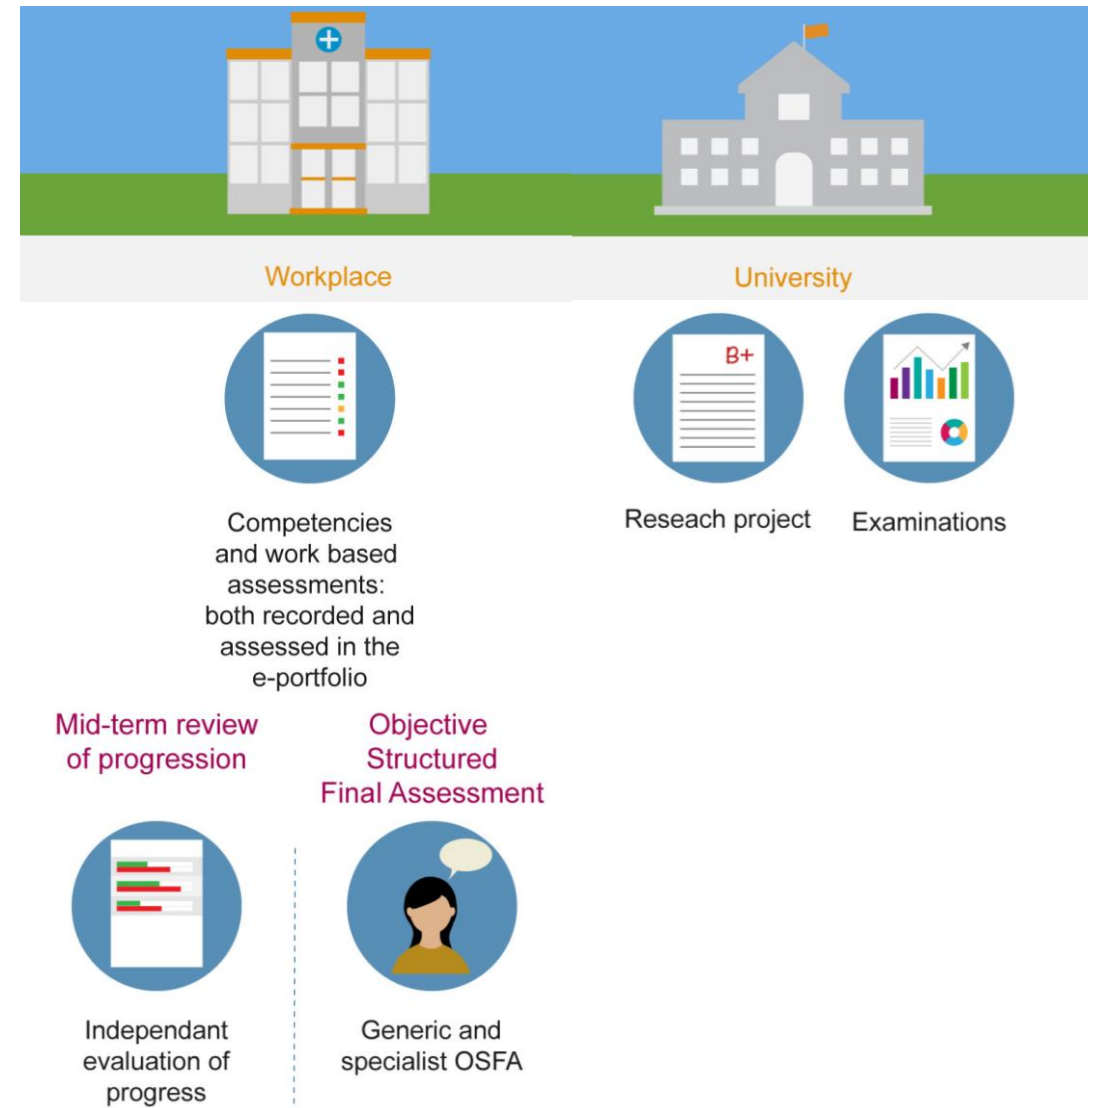 Workplace
University
B+
Competencies
and work based
assessments:
both recorded and
assessed in the
e-portfolio
Reseach project
Examinations
Mid-term review
of progression
Objective
Structured
Final Assessment
Independant
evaluation of
progress
Generic and
specialist OSFA